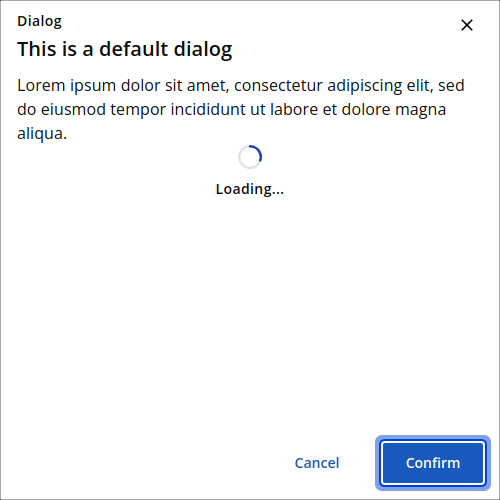 Dialog
This is a default dialog
Lorem ipsum dolor sit amet, consectetur adipiscing elit, sed
do eiusmod tempor incididunt ut labore et dolore magna
aliqua.
Loading...
Cancel
Confirm